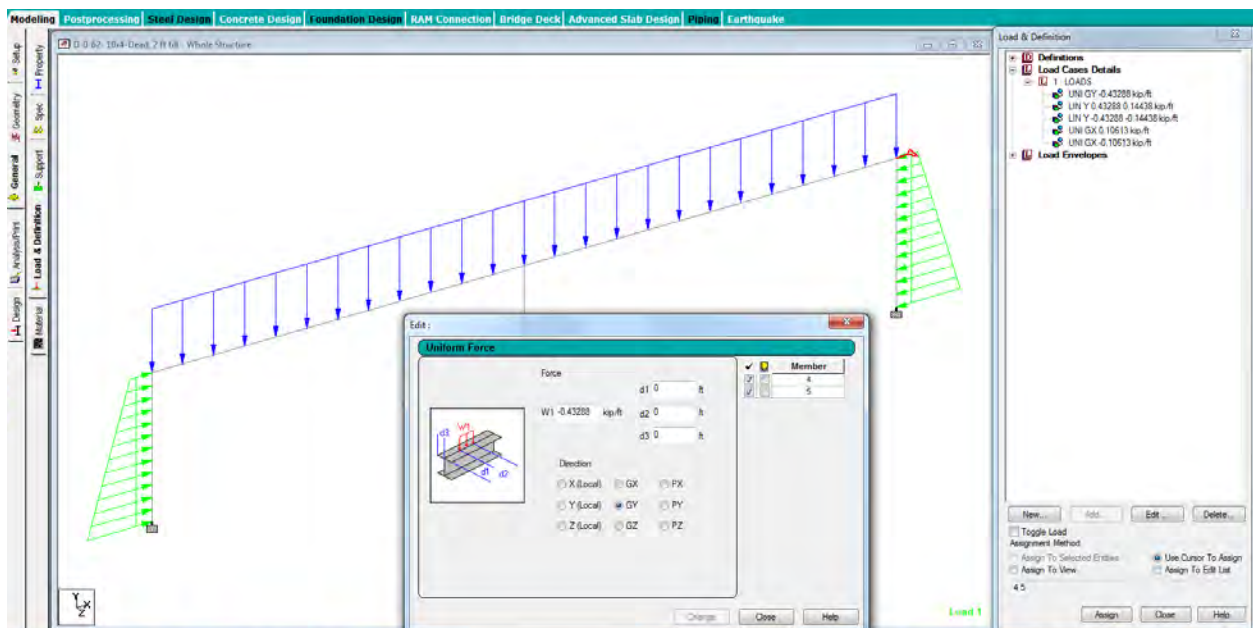 Modeling Postprocessing Steel Design Concrete Design Foundation Design RAM Connection Bridge Deck Advanced Slab Design Piping Earthquake
Setup
Geometry
General
Analysis/Print
Design
Property
Spec
Support
Load & Definition
Material
Whole Structure
Y
X
Z
Load 1
Edit :
Uniform Force
Force
d1 0 ft
W1 -0.43288 kip/ft d2 0 ft
d3 0 ft
Direction
X (Local) GX PX
Y (Local) GY PY
Z (Local) GZ PZ
d3 W1
d1 d2
Member
4
5
Change Close Help
Load & Definition
Definitions
Load Cases Details
1 LOADS
UNI GY -0.43288 kip/ft
LIN Y 0.43288 0.14438 kip/ft
LIN Y -0.43288 -0.14438 kip/ft
UNI GX 0.10613 kip/ft
UNI GX -0.10613 kip/ft
Load Envelopes
New... Add... Edit... Delete...
Toggle Load
Assignment Method
Assign To Selected Entities Use Cursor To Assign
Assign To View Assign To Edit List
4 5
Assign Close Help